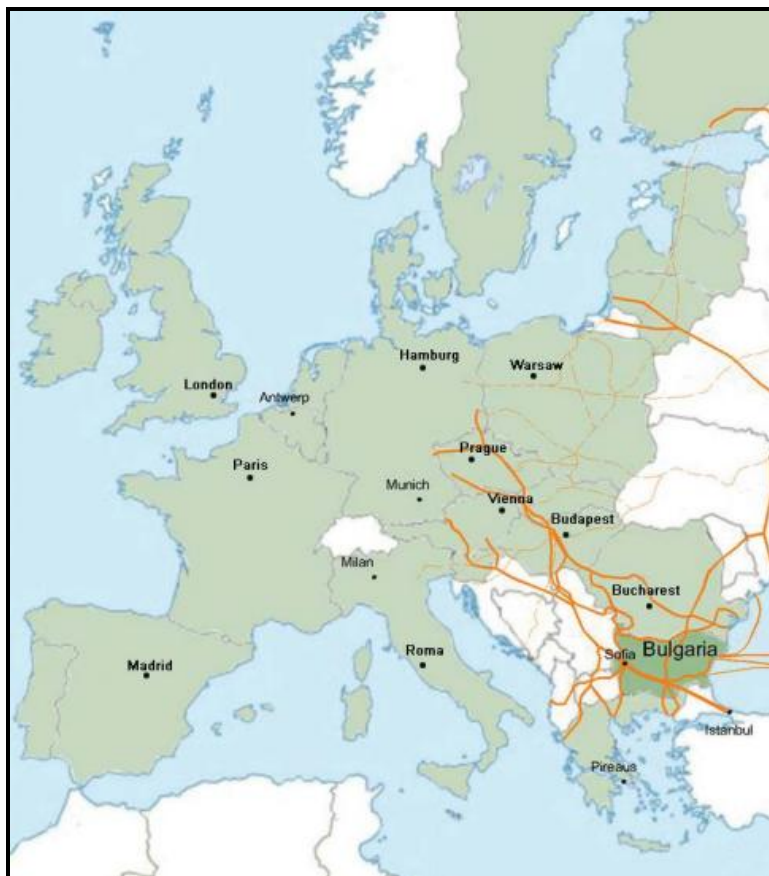 Hamburg
Warsaw
London
Antwerp
Prague
Paris
Munich
Vienna
Budapest
Milan
Bucharest
Roma
Sofia
Bulgaria
Madrid
Istanbul
Pireaus